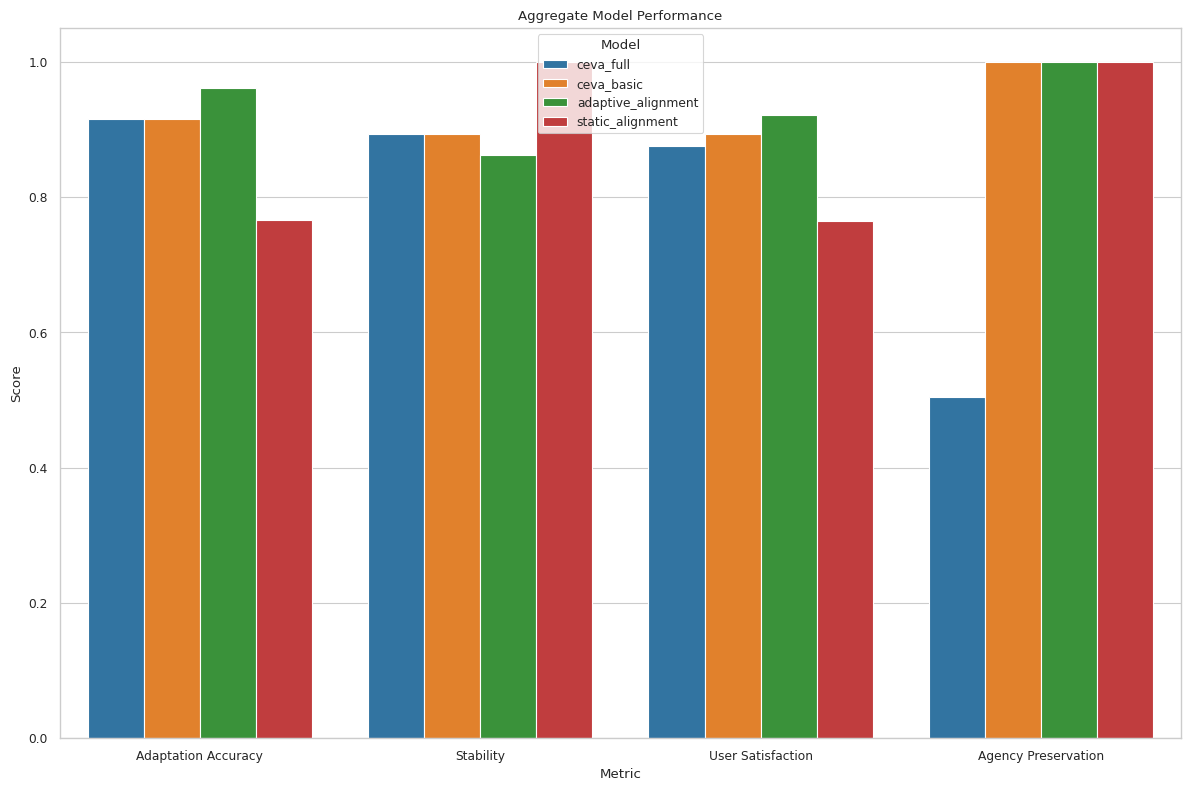 Aggregate Model Performance
Model
ceva_full
ceva_basic
adaptive_alignment
static_alignment
1.0
0.8
0.6
0.4
0.2
0.0
Score
Adaptation Accuracy
Stability
User Satisfaction
Agency Preservation
Metric